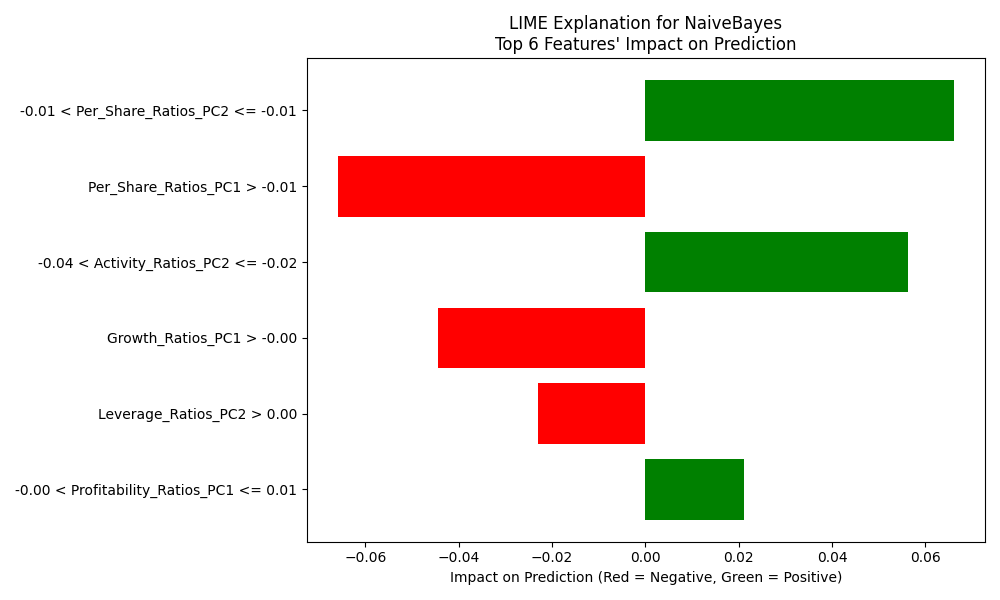 LIME Explanation for NaiveBayes
Top 6 Features' Impact on Prediction
-0.01 < Per_Share_Ratios_PC2 <= -0.01
Per_Share_Ratios_PC1 > -0.01
-0.04 < Activity_Ratios_PC2 <= -0.02
Growth_Ratios_PC1 > -0.00
Leverage_Ratios_PC2 > 0.00
-0.00 < Profitability_Ratios_PC1 <= 0.01
−0.06 −0.04 −0.02 0.00 0.02 0.04 0.06
Impact on Prediction (Red = Negative, Green = Positive)